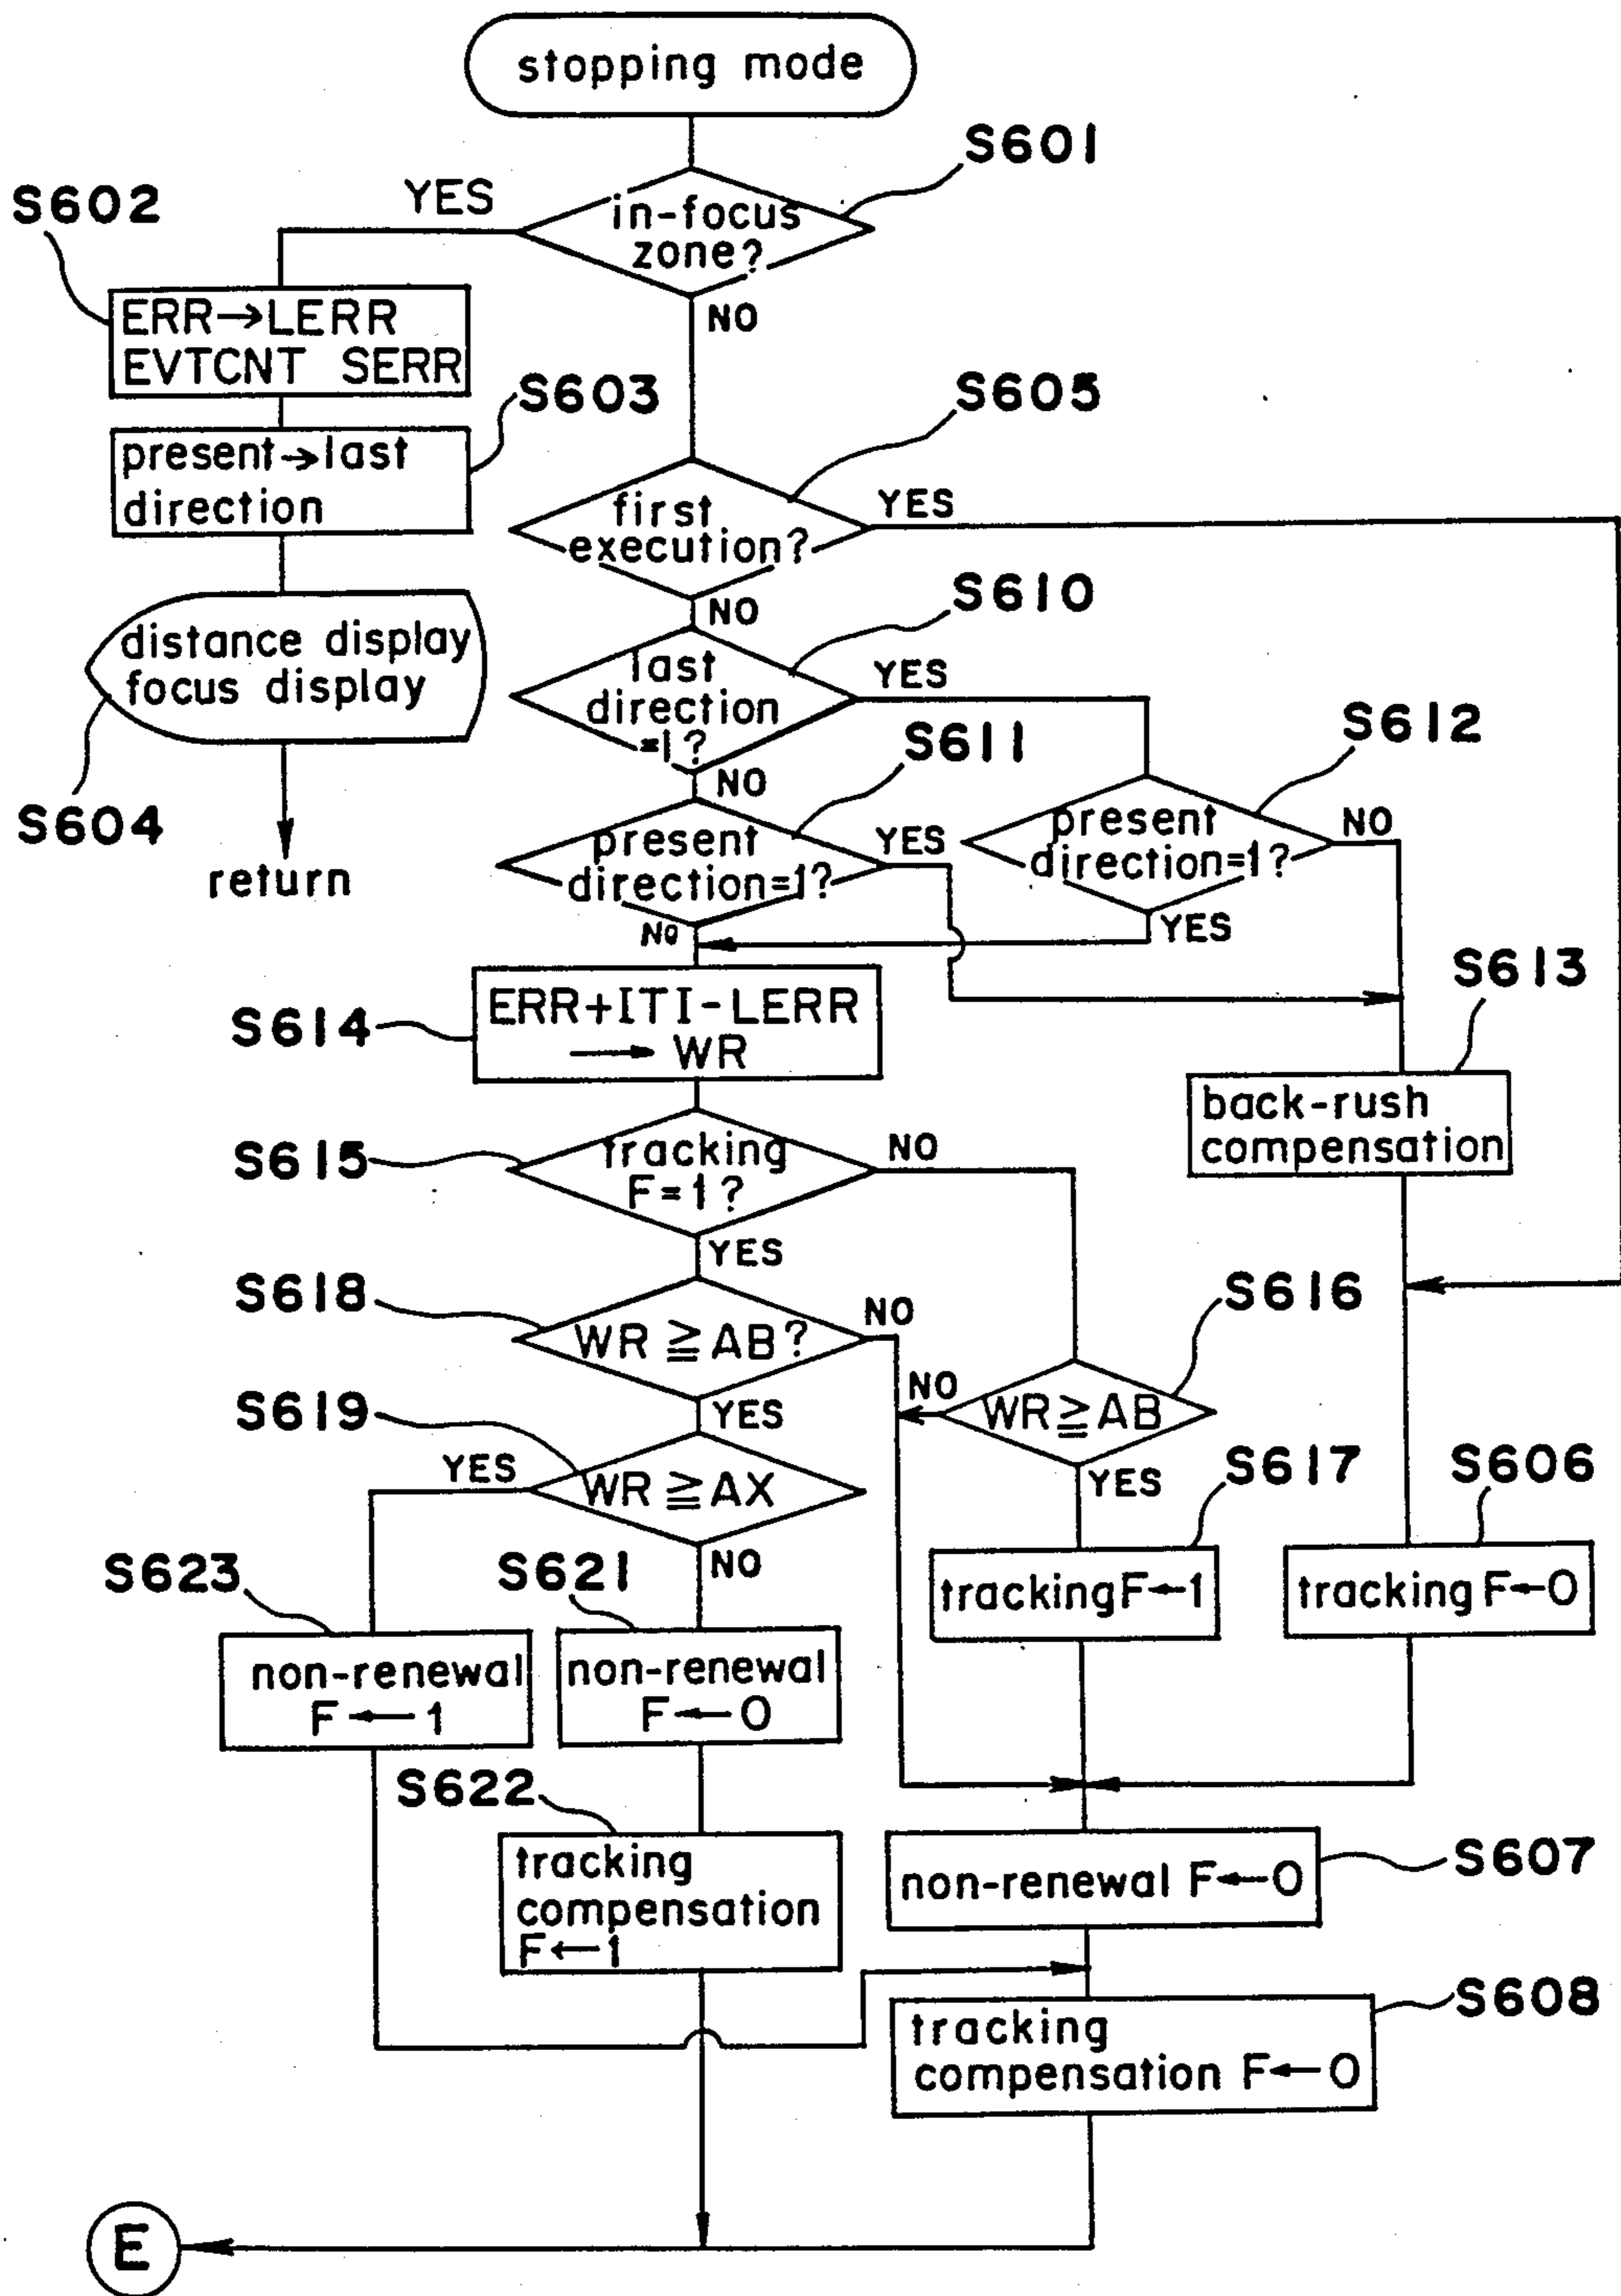 stopping mode
S601
YES
in-focus
zone?
NO
S602
ERR→LERR
EVTCNT SERR
S603
present→last
direction
S605
first
execution?
YES
NO
distance display
focus display
S604
return
S610
last
direction
=1?
YES
NO
S611
present
direction=1?
YES
NO
S612
present
direction=1?
NO
YES
S613
back-rush
compensation
S614
ERR+ITI-LERR
→ WR
S615
tracking
F=1?
NO
YES
S618
WR≧AB?
NO
YES
S616
NO
WR≧AB
YES
S619
YES
WR≧AX
NO
S617
tracking F←1
S606
tracking F←0
S623
non-renewal
F←1
S621
non-renewal
F←0
S622
tracking
compensation
F←1
S607
non-renewal F←0
S608
tracking
compensation F←0
E